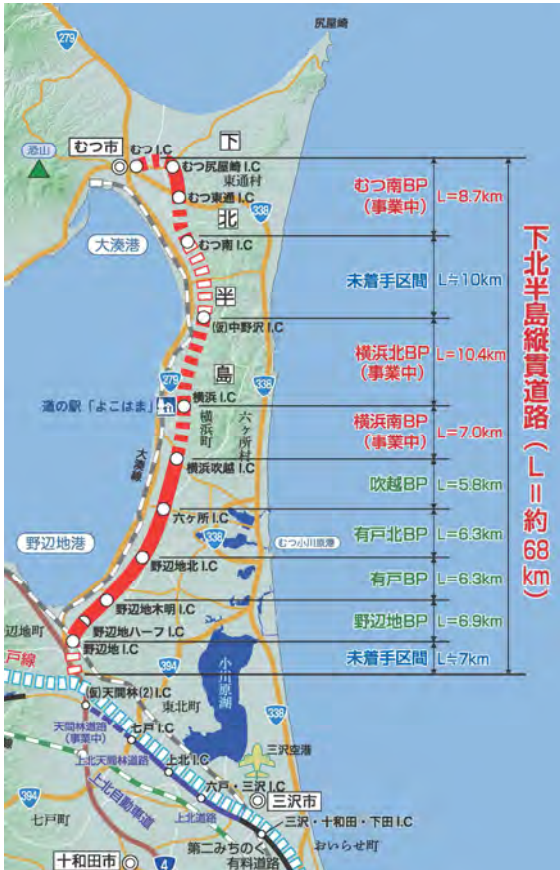 尻屋崎
279
338
恐山
むつ市
むつ I.C
下
むつ尻屋崎 I.C
東通村
むつ東通 I.C
北
338
むつ南 I.C
大湊港
半
(仮)中野沢 I.C
島
279
338
道の駅「よこはま」
横浜 I.C
横浜町
六ヶ所村
大湊線
横浜吹越 I.C
六ヶ所 I.C
338
むつ小川原港
野辺地港
野辺地北 I.C
野辺地木明 I.C
野辺地ハーフ I.C
辺地町
野辺地 I.C
戸線
394
小川原湖
(仮)天間林(2) I.C
東北町
338
天間林道路
(事業中)
七戸 I.C
上北天間林道路
上北 I.C
三沢空港
六戸・三沢 I.C
三沢市
394
七戸町
上北自動車道
上北道路
三沢・十和田・下田 I.C
第二みちのく
有料道路
おいらせ町
十和田市
4
むつ南BP
(事業中)
L=8.7km
未着手区間 L≒10km
横浜北BP
(事業中)
L=10.4km
横浜南BP
(事業中)
L=7.0km
吹越BP L=5.8km
有戸北BP L=6.3km
有戸BP L=6.3km
野辺地BP L=6.9km
未着手区間 L≒7km
下北半島縦貫道路(L=約68km)